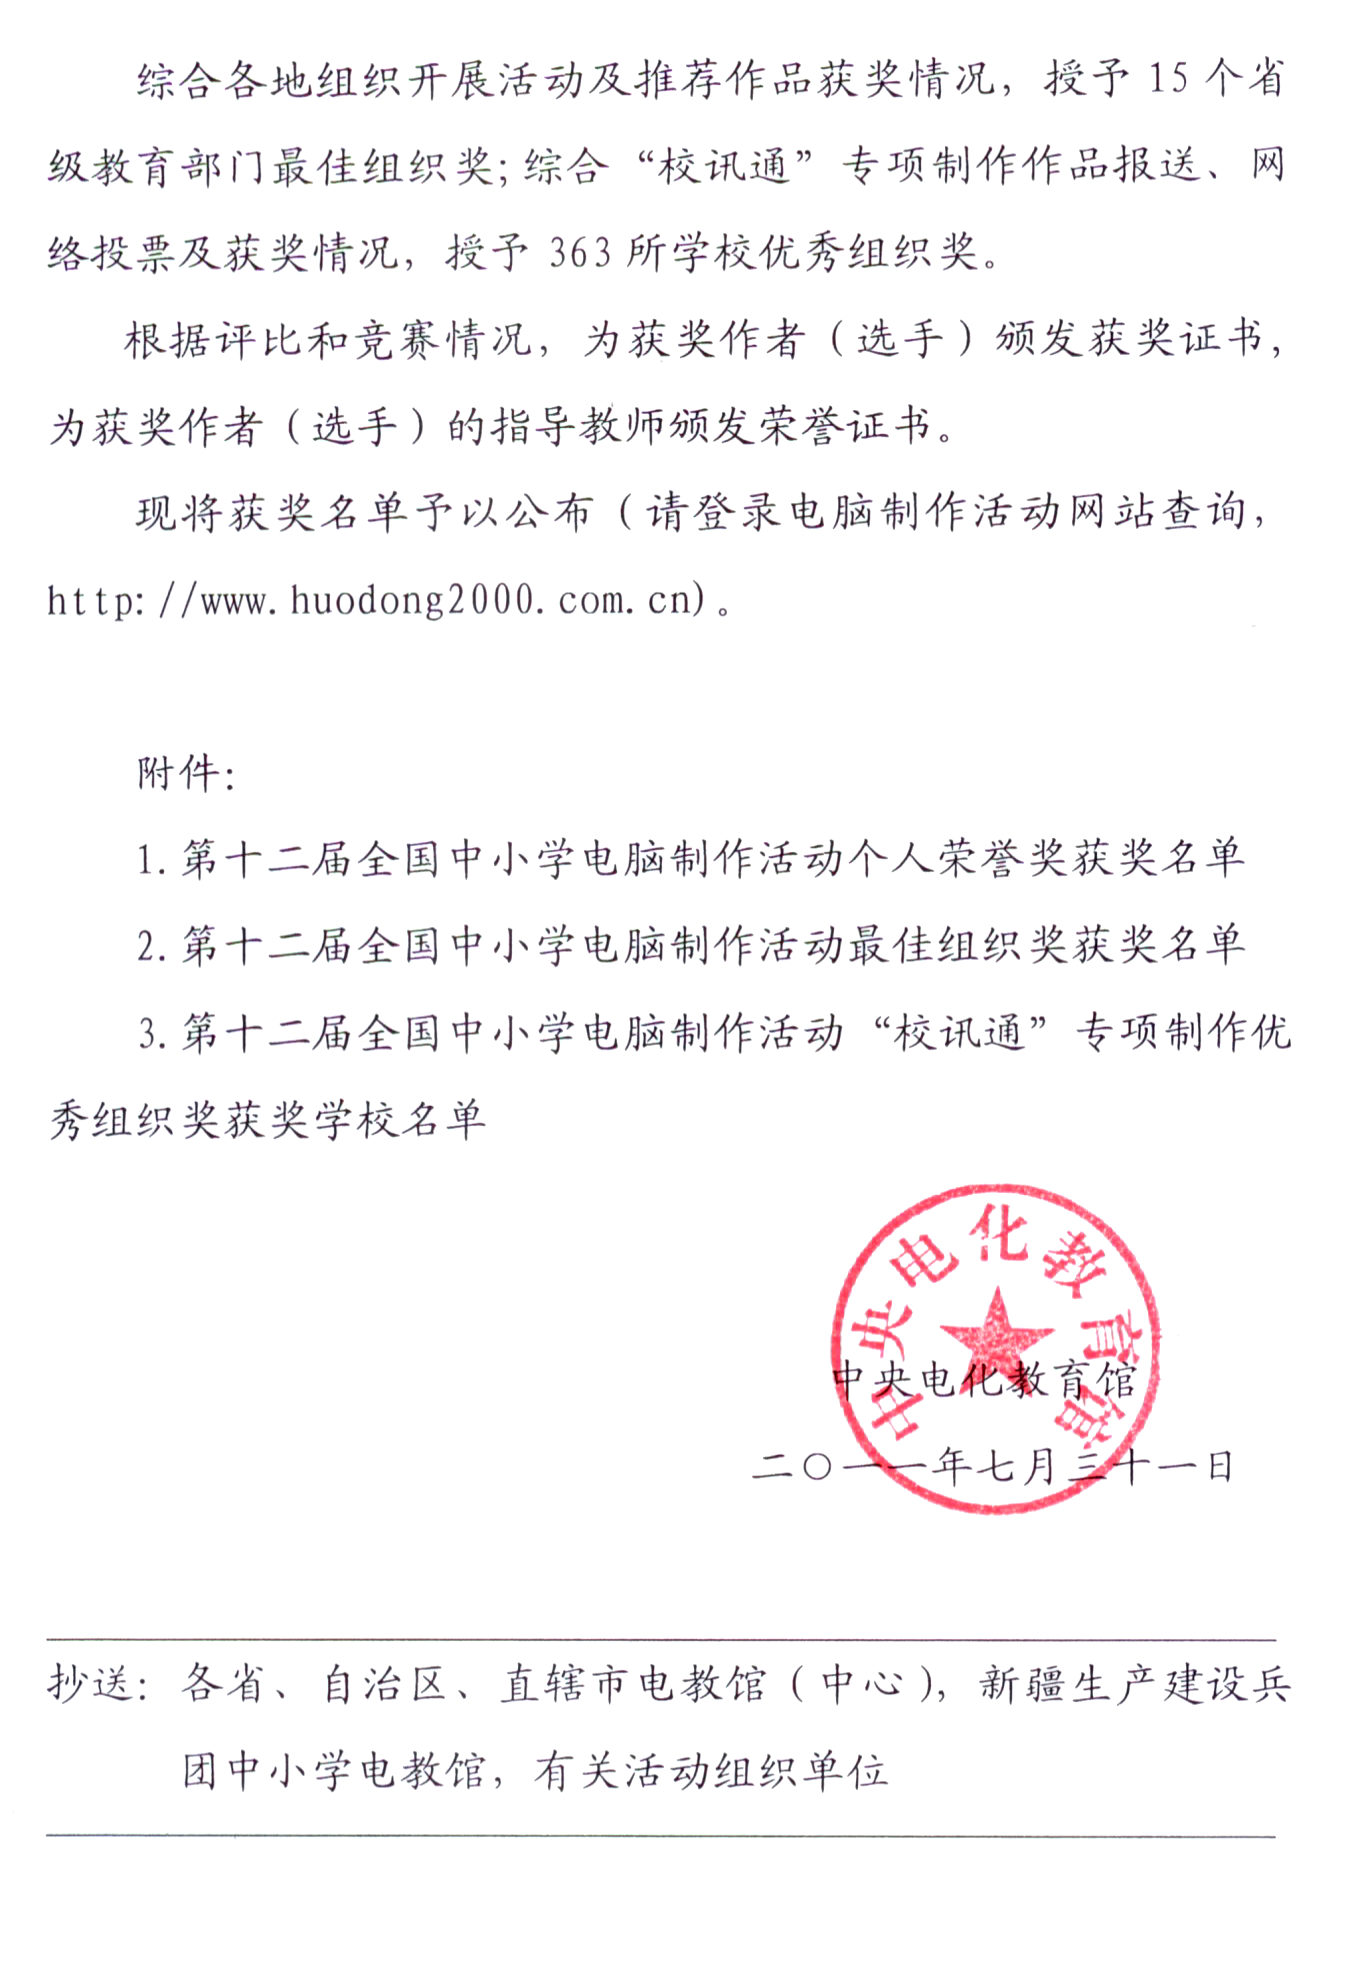 综合各地组织开展活动及推荐作品获奖情况，授予 15 个省
级教育部门最佳组织奖；综合“校讯通”专项制作作品报送、网
络投票及获奖情况，授予 363 所学校优秀组织奖。
根据评比和竞赛情况，为获奖作者（选手）颁发获奖证书，
为获奖作者（选手）的指导教师颁发荣誉证书。
现将获奖名单予以公布（请登录电脑制作活动网站查询，
http://www.huodong2000.com.cn)。
附件：
1.第十二届全国中小学电脑制作活动个人荣誉奖获奖名单
2.第十二届全国中小学电脑制作活动最佳组织奖获奖名单
3.第十二届全国中小学电脑制作活动“校讯通”专项制作优
秀组织奖获奖学校名单
中央电化教育馆
中央电化教育馆
二〇一一年七月三十一日
抄送：各省、自治区、直辖市电教馆（中心），新疆生产建设兵
团中小学电教馆，有关活动组织单位